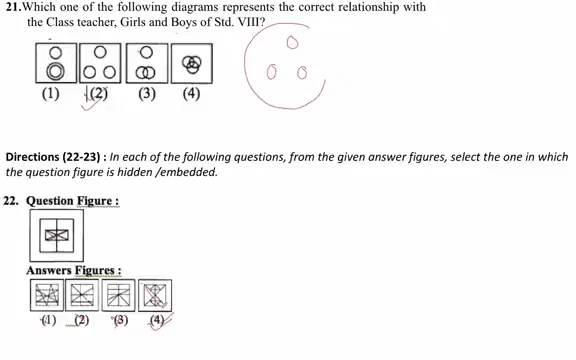 21.Which one of the following diagrams represents the correct relationship with
the Class teacher, Girls and Boys of Std. VIII?
(1) (2) (3) (4)
Directions (22-23) : In each of the following questions, from the given answer figures, select the one in which
the question figure is hidden /embedded.
22. Question Figure :
Answers Figures :
(1) (2) (3) (4)